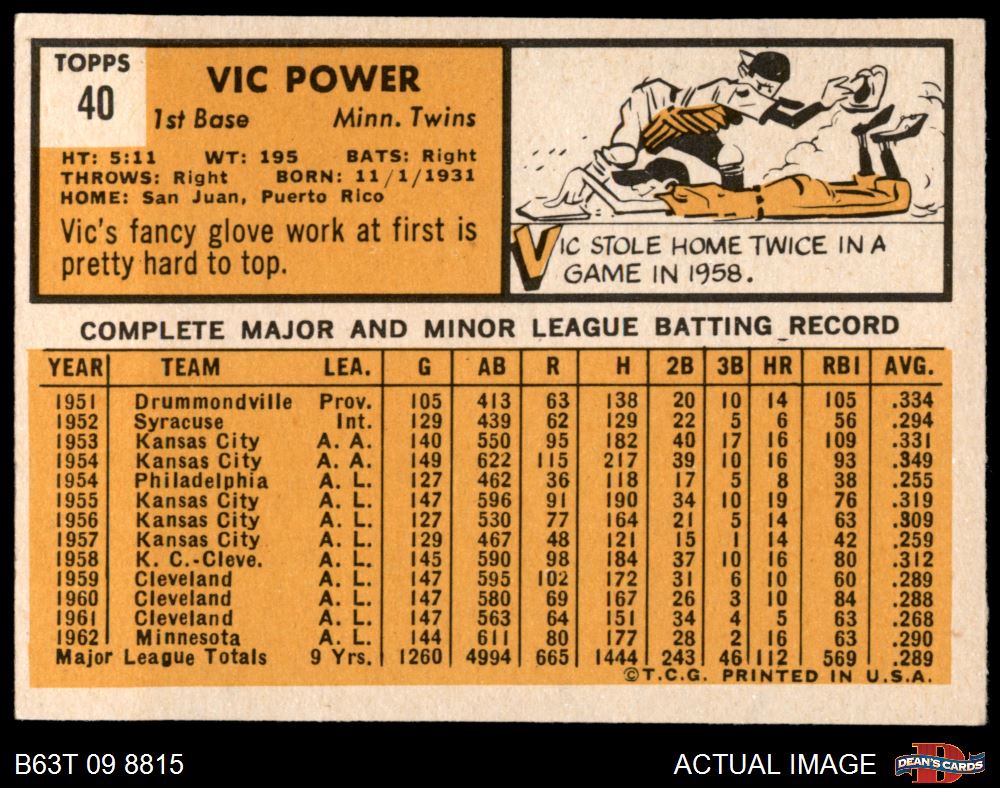 TOPPS
40
VIC POWER
1st Base Minn. Twins
HT: 5:11 WT: 195 BATS: Right
THROWS: Right BORN: 11/1/1931
HOME: San Juan, Puerto Rico
Vic's fancy glove work at first is
pretty hard to top.
VIC STOLE HOME TWICE IN A
GAME IN 1958.
COMPLETE MAJOR AND MINOR LEAGUE BATTING RECORD
YEAR TEAM LEA. G AB R H 2B 3B HR RBI AVG.
1951 Drummondville Prov. 105 413 63 138 20 10 14 105 .334
1952 Syracuse Int. 129 439 62 129 22 5 6 56 .294
1953 Kansas City A. A. 140 550 95 182 40 17 16 109 .331
1954 Kansas City A. A. 149 622 115 217 39 10 16 93 .349
1954 Philadelphia A. L. 127 462 36 118 17 5 8 38 .255
1955 Kansas City A. L. 127 596 91 190 34 10 19 76 .319
1956 Kansas City A. L. 127 530 77 164 21 5 14 63 .309
1957 Kansas City A. L. 129 467 48 121 15 1 14 42 .259
1958 K. C.-Cleve. A. L. 145 590 98 184 37 10 16 80 .312
1959 Cleveland A. L. 147 595 102 172 31 6 10 60 .289
1960 Cleveland A. L. 147 580 69 167 26 3 10 84 .288
1961 Cleveland A. L. 147 563 64 151 34 4 5 63 .268
1962 Minnesota A. L. 144 611 80 177 28 2 16 63 .290
Major League Totals 9 Yrs. 1260 4994 665 1444 243 46 112 569 .289
©T.C.G. PRINTED IN U.S.A.
B63T 09 8815
ACTUAL IMAGE
DEAN'S CARDS